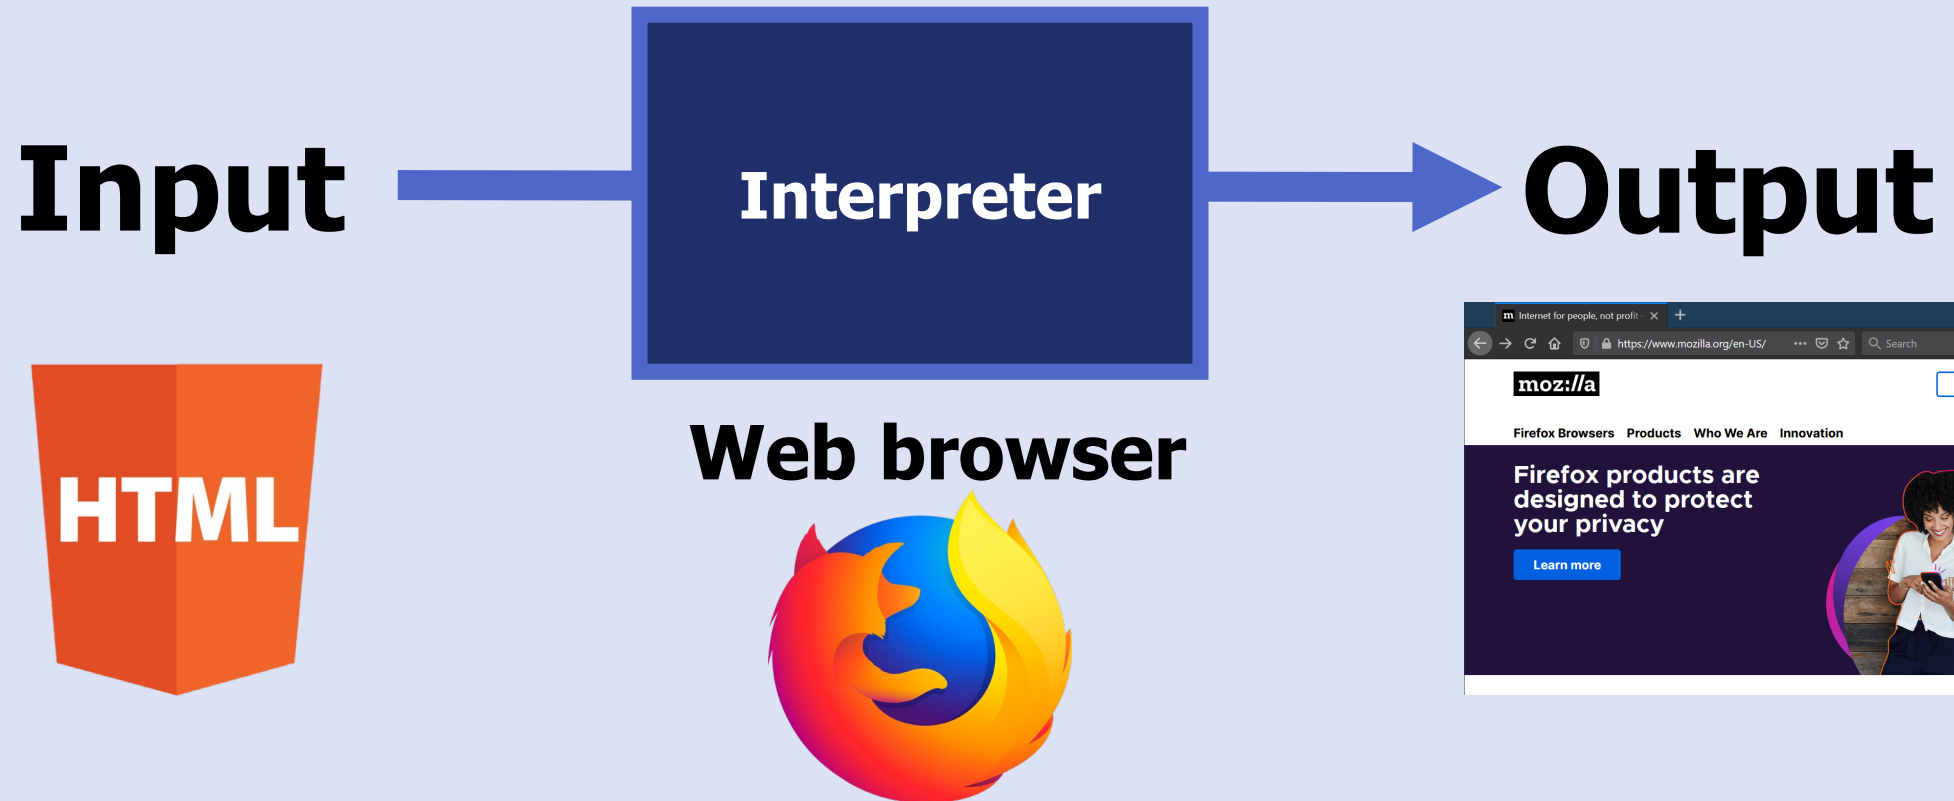 Input
Interpreter
Output
HTML
Web browser
m Internet for people, not profit
https://www.mozilla.org/en-US/
Search
moz://a
Firefox Browsers Products Who We Are Innovation
Firefox products are
designed to protect
your privacy
Learn more